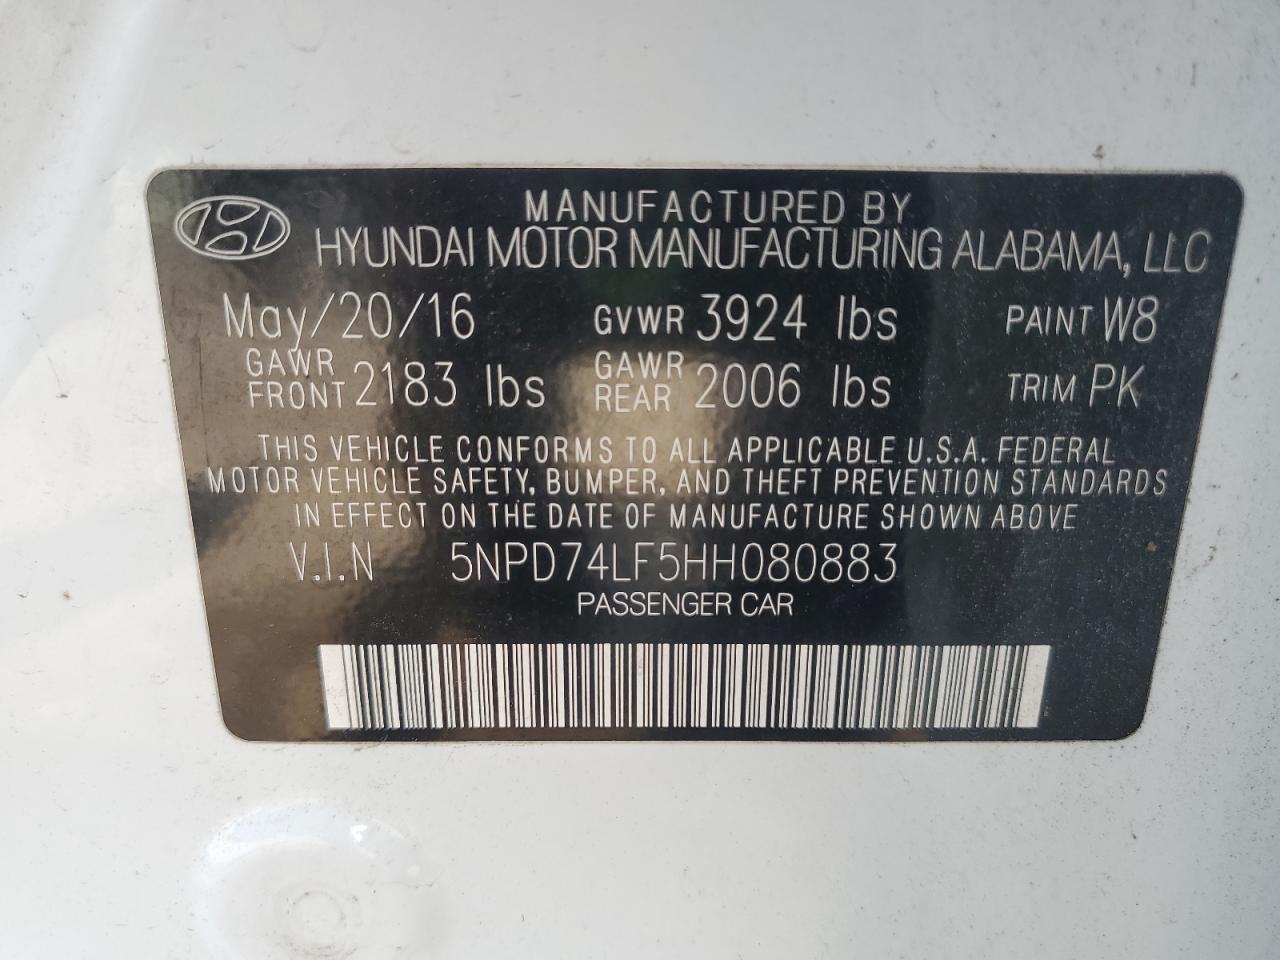 MANUFACTURED BY
HYUNDAI MOTOR MANUFACTURING ALABAMA, LLC
May/20/16 GVWR 3924 lbs PAINT W8
GAWR FRONT 2183 lbs GAWR REAR 2006 lbs TRIM PK
THIS VEHICLE CONFORMS TO ALL APPLICABLE U.S.A. FEDERAL
MOTOR VEHICLE SAFETY, BUMPER, AND THEFT PREVENTION STANDARDS
IN EFFECT ON THE DATE OF MANUFACTURE SHOWN ABOVE
V.I.N 5NPD74LF5HH080883
PASSENGER CAR